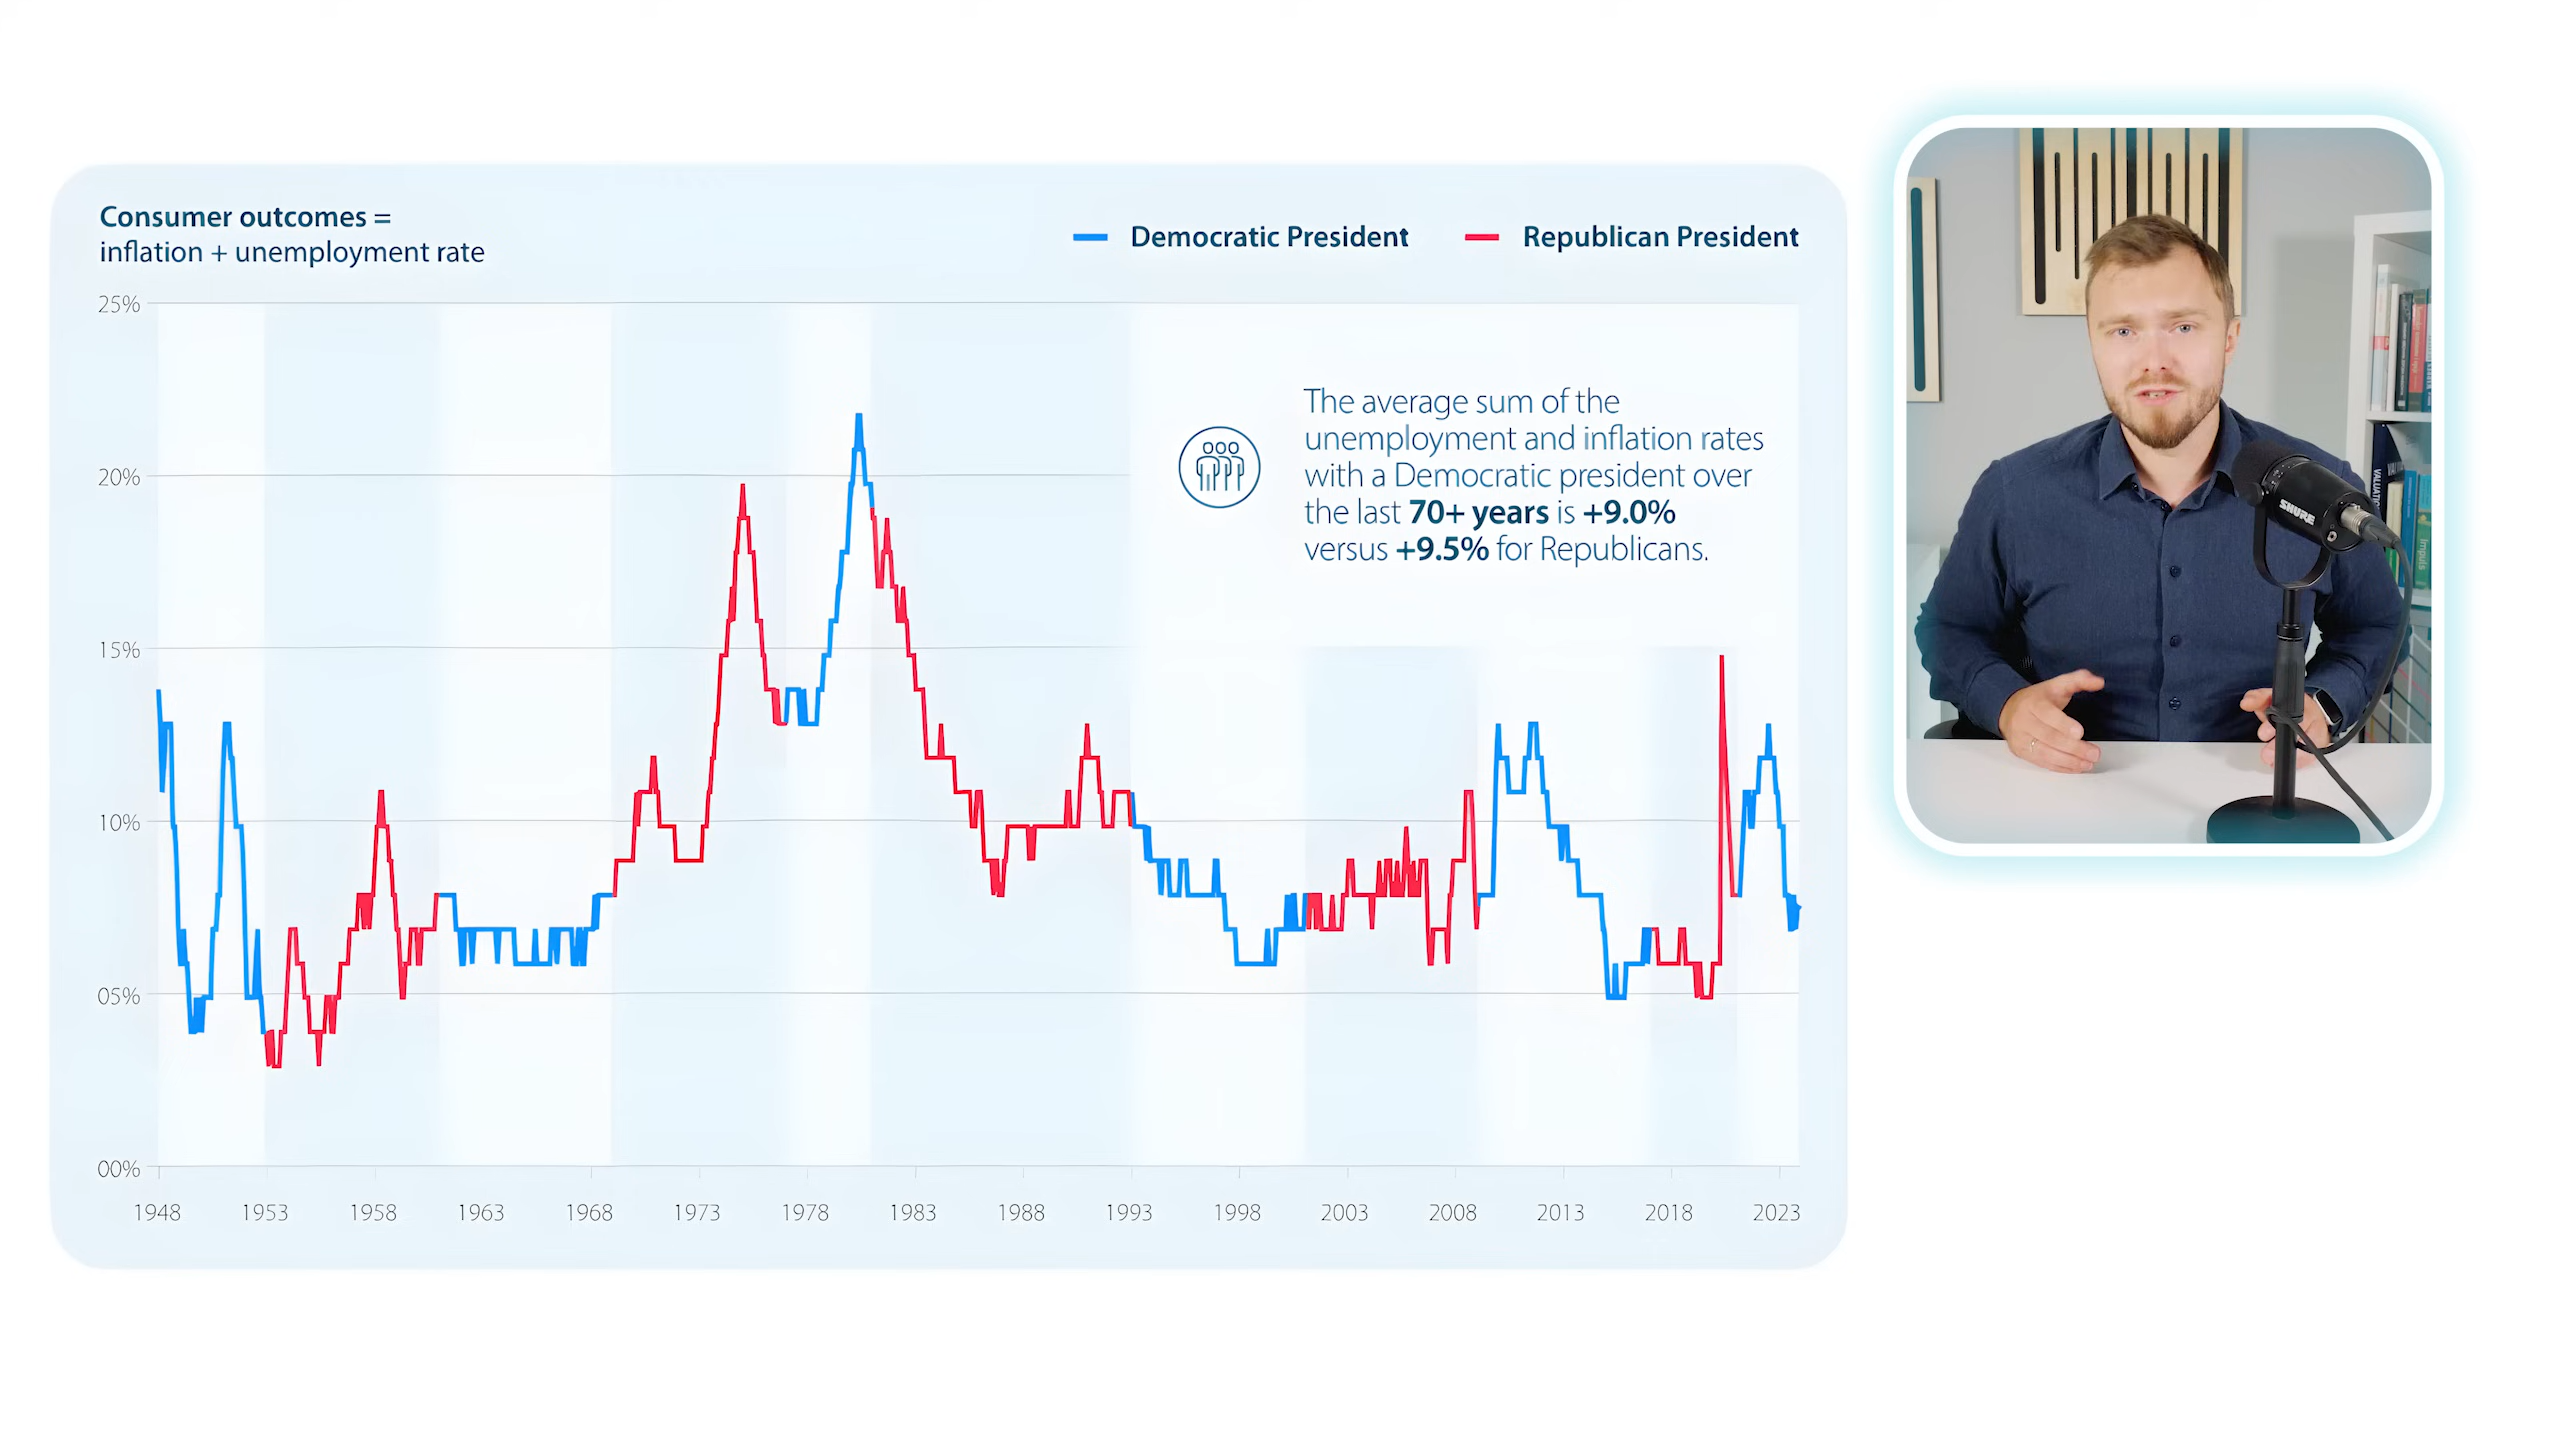 Consumer outcomes =
inflation + unemployment rate
Democratic President
Republican President
25%
20%
15%
10%
05%
00%
The average sum of the
unemployment and inflation rates
with a Democratic president over
the last 70+ years is +9.0%
versus +9.5% for Republicans.
1948 1953 1958 1963 1968 1973 1978 1983 1988 1993 1998 2003 2008 2013 2018 2023
SHURE
Impuls